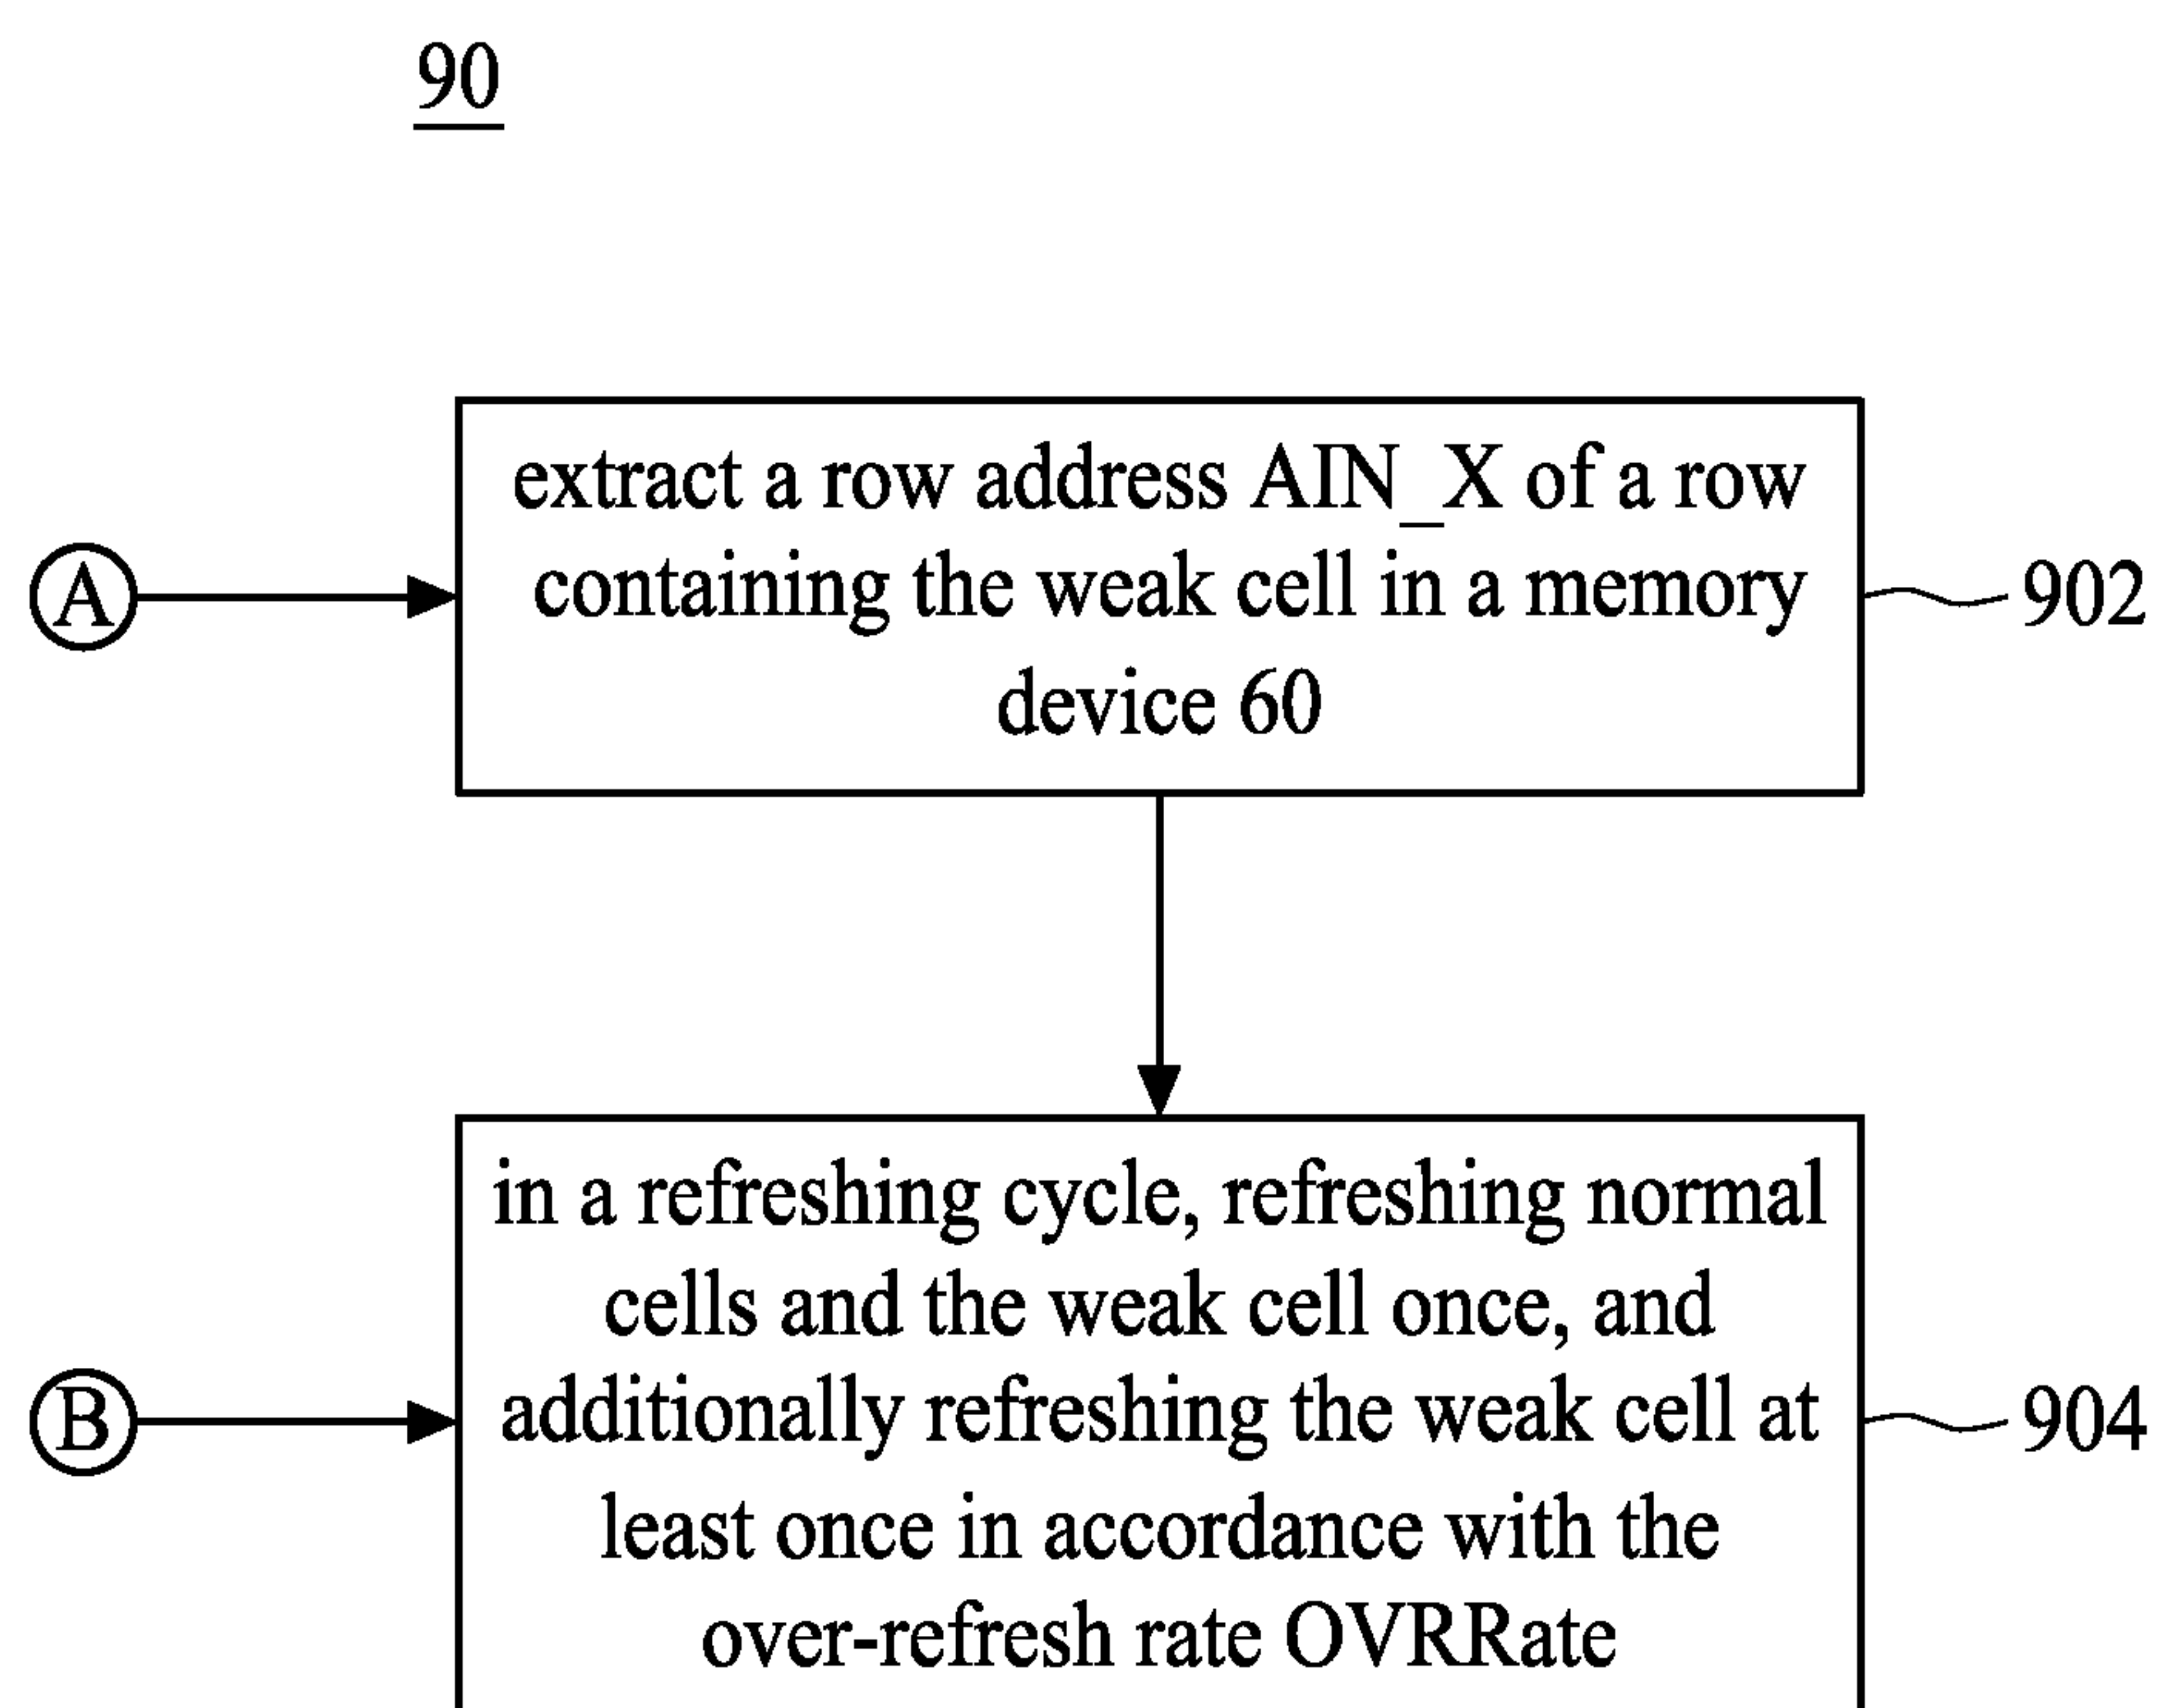 90
extract a row address AIN_X of a row
containing the weak cell in a memory
device 60
A
902
in a refreshing cycle, refreshing normal
cells and the weak cell once, and
additionally refreshing the weak cell at
least once in accordance with the
over-refresh rate OVRRate
B
904